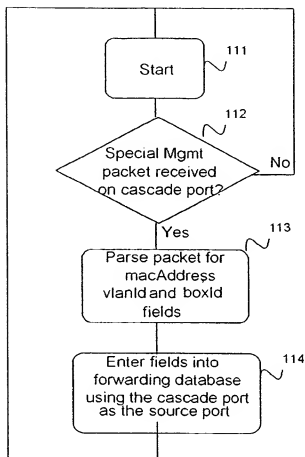 111
Start
112
Special Mgmt
packet received
on cascade port?
No
Yes
113
Parse packet for
macAddress
vlanId and boxId
fields
114
Enter fields into
forwarding database
using the cascade port
as the source port